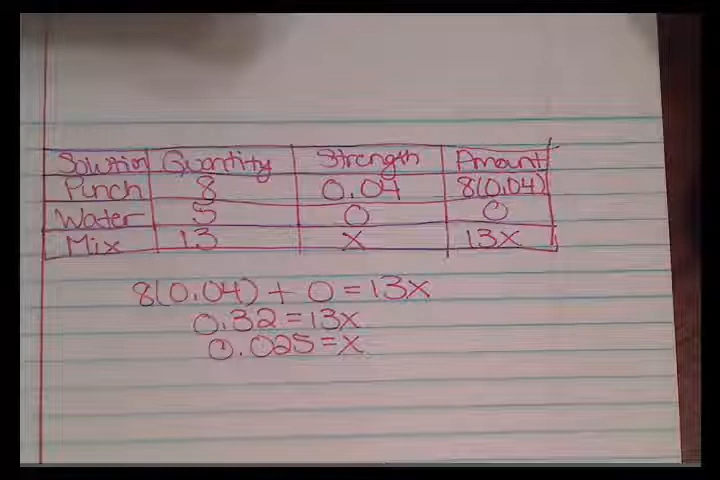 Solution Quantity Strength Amount
Punch 8 0.04 8(0.04)
Water 5 0 0
Mix 13 x 13x
8(0.04) + 0 = 13x
0.32 = 13x
0.025 = x